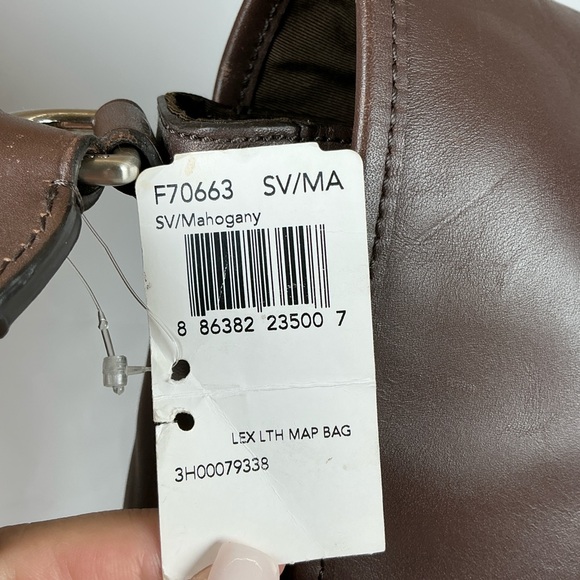 F70663 SV/MA
SV/Mahogany
8 86382 23500 7
LEX LTH MAP BAG
3H00079338